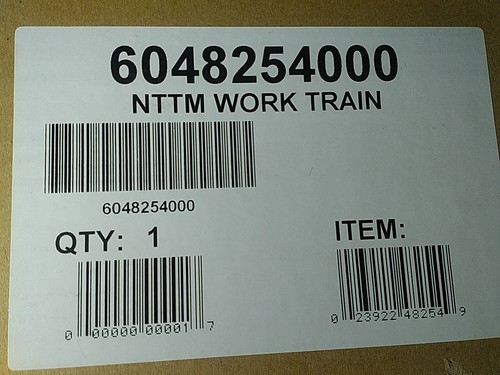 6048254000
NTTM WORK TRAIN
6048254000
QTY: 1
ITEM:
0 00000 00001 7
0 23922 48254 9